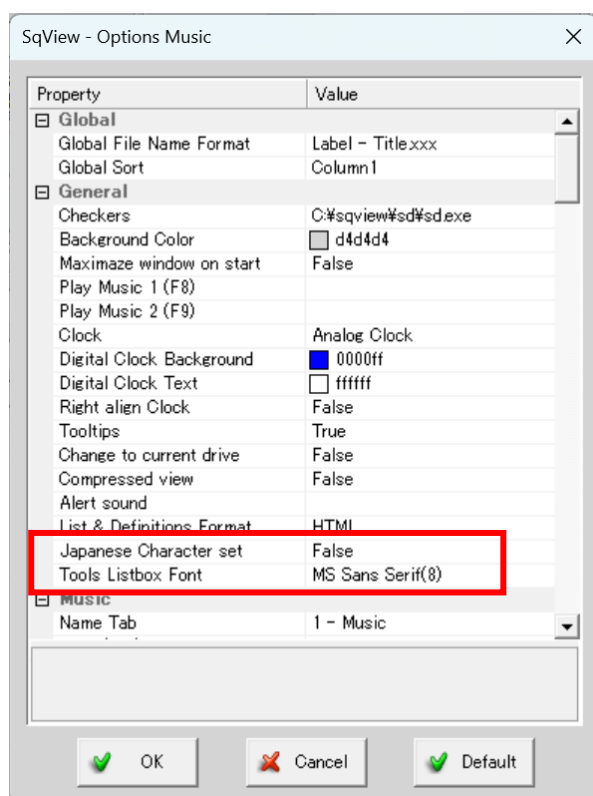 SqView - Options Music
Property Value
Global
Global File Name Format Label - Title.xxx
Global Sort Column1
General
Checkers C:¥sqview¥sd¥sd.exe
Background Color d4d4d4
Maximaze window on start False
Play Music 1 (F8)
Play Music 2 (F9)
Clock Analog Clock
Digital Clock Background 0000ff
Digital Clock Text ffffff
Right align Clock False
Tooltips True
Change to current drive False
Compressed view False
Alert sound
List & Definitions Format HTML
Japanese Character set False
Tools Listbox Font MS Sans Serif(8)
Music
Name Tab 1 - Music
OK Cancel Default